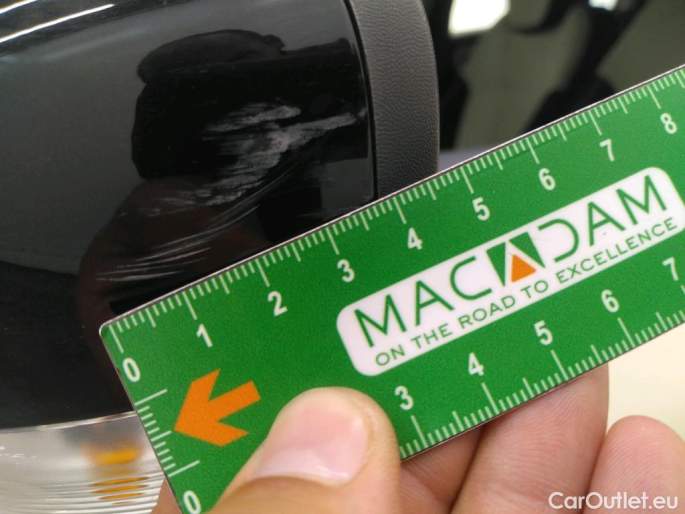 0 1 2 3 4 5 6 7 8
MACADAM
ON THE ROAD TO EXCELLENCE
0 3 4 5 6 7
CarOutlet.eu